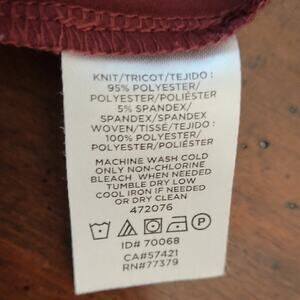 KNIT/TRICOT/TEJIDO :
95% POLYESTER/
POLYESTER/POLIÉSTER
5% SPANDEX/
SPANDEX/SPANDEX
WOVEN/TISSÉ/TEJIDO :
100% POLYESTER/
POLYESTER/POLIÉSTER
MACHINE WASH COLD
ONLY NON-CHLORINE
BLEACH WHEN NEEDED
TUMBLE DRY LOW
COOL IRON IF NEEDED
OR DRY CLEAN
472076
P
ID# 70068
CA#57421
RN#77379